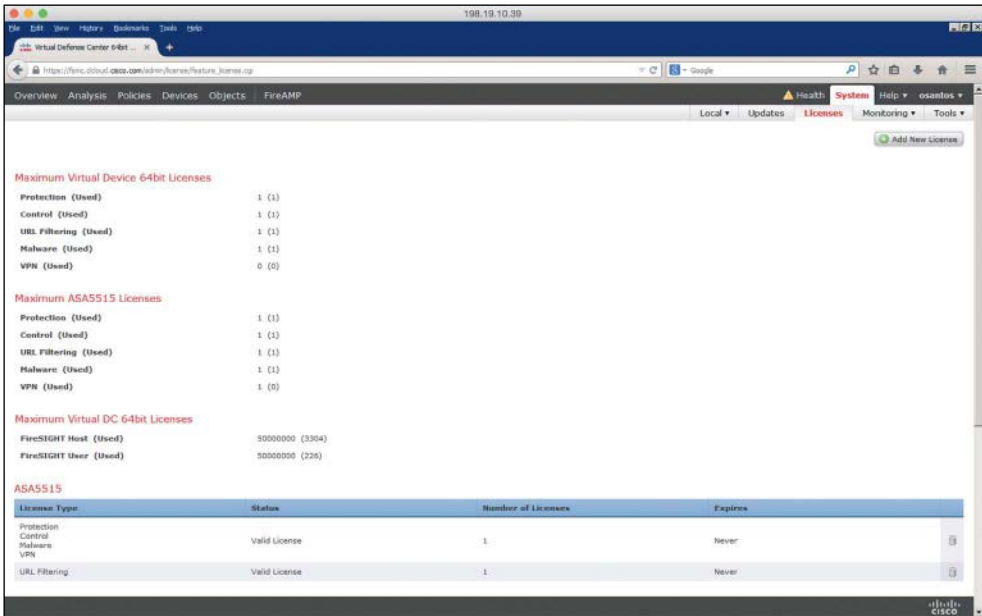 198.19.10.39
File Edit View History Bookmarks Tools Help
Virtual Defense Center 64bit ... × +
https://fsmc.dcloud.cisco.com/admin/license/feature_license.cgi
Google
Overview Analysis Policies Devices Objects FireAMP
Health System Help osantos
Local Updates Licenses Monitoring Tools
Add New License
Maximum Virtual Device 64bit Licenses
Protection (Used) 1 (1)
Control (Used) 1 (1)
URL Filtering (Used) 1 (1)
Malware (Used) 1 (1)
VPN (Used) 0 (0)
Maximum ASA5515 Licenses
Protection (Used) 1 (1)
Control (Used) 1 (1)
URL Filtering (Used) 1 (1)
Malware (Used) 1 (1)
VPN (Used) 1 (0)
Maximum Virtual DC 64bit Licenses
FireSIGHT Host (Used) 50000000 (3304)
FireSIGHT User (Used) 50000000 (226)
ASA5515
License Type Status Number of Licenses Expires
Protection
Control
Malware
VPN
Valid License 1 Never
URL Filtering Valid License 1 Never
CISCO